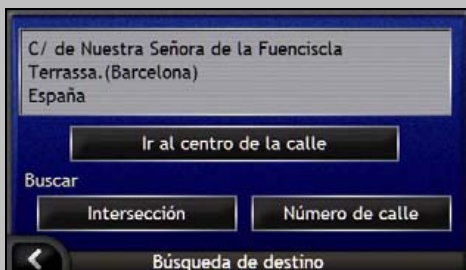 C/ de Nuestra Señora de la Fuenciscla
Terrassa.(Barcelona)
España
Ir al centro de la calle
Buscar
Intersección
Número de calle
Búsqueda de destino